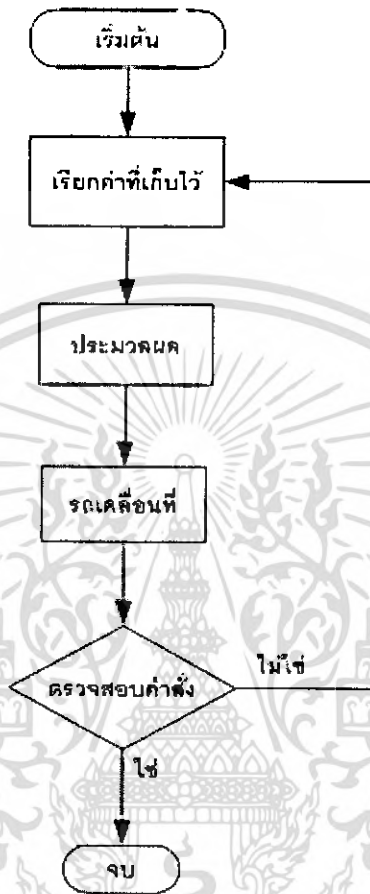 เริ่มต้น
เรียกค่าที่เก็บไว้
ประมวลผล
รถเคลื่อนที่
ตรวจสอบคำสั่ง
ไม่ใช่
ใช่
จบ